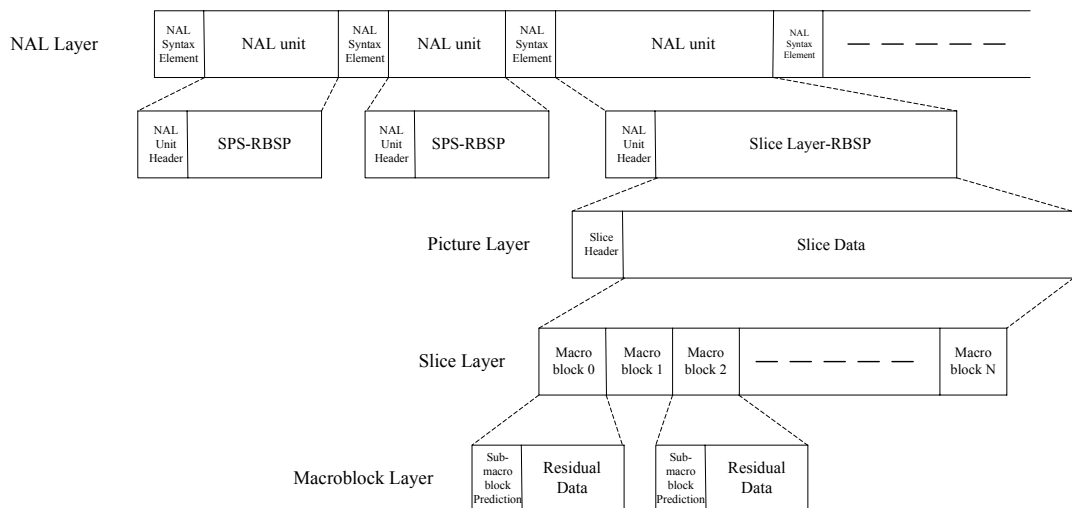 NAL Layer
NAL
Syntax
Element
NAL unit
NAL
Syntax
Element
NAL unit
NAL
Syntax
Element
NAL unit
NAL
Syntax
Element
NAL
Unit
Header
SPS-RBSP
NAL
Unit
Header
SPS-RBSP
NAL
Unit
Header
Slice Layer-RBSP
Picture Layer
Slice
Header
Slice Data
Slice Layer
Macro
block 0
Macro
block 1
Macro
block 2
Macro
block N
Macroblock Layer
Sub-
macro
block
Prediction
Residual
Data
Sub-
macro
block
Prediction
Residual
Data